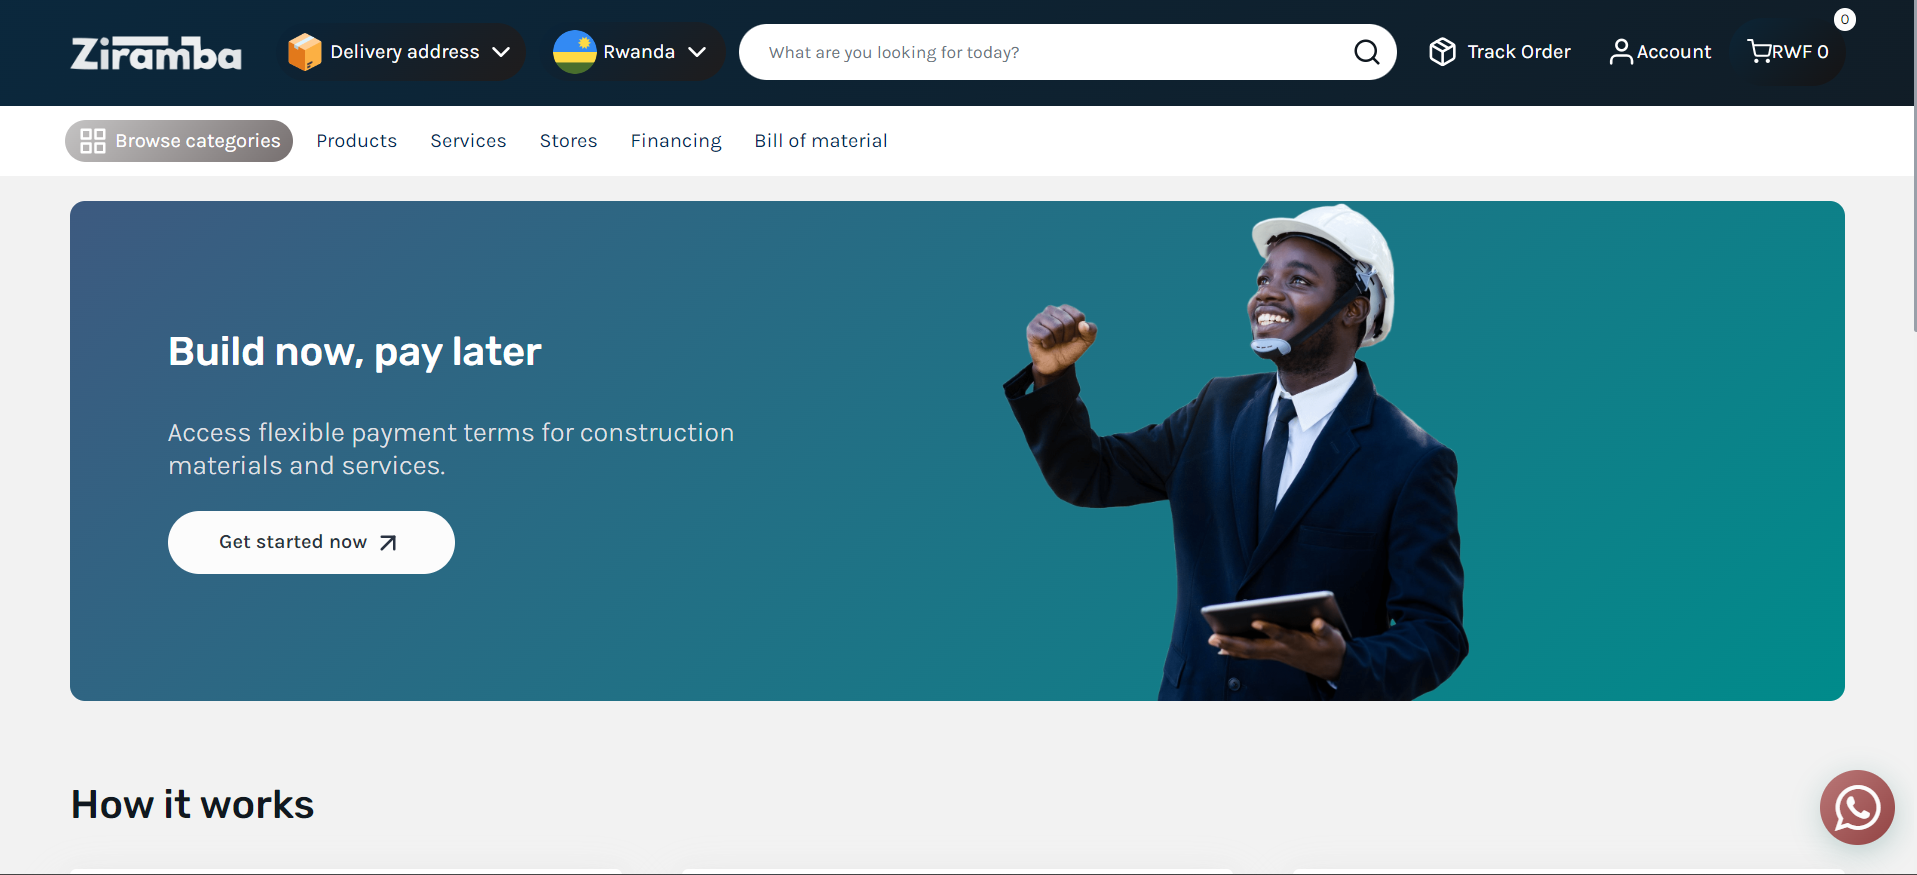 Ziramba
Delivery address
Rwanda
What are you looking for today?
Track Order
Account
RWF 0
0
Browse categories
Products
Services
Stores
Financing
Bill of material
Build now, pay later
Access flexible payment terms for construction
materials and services.
Get started now
How it works